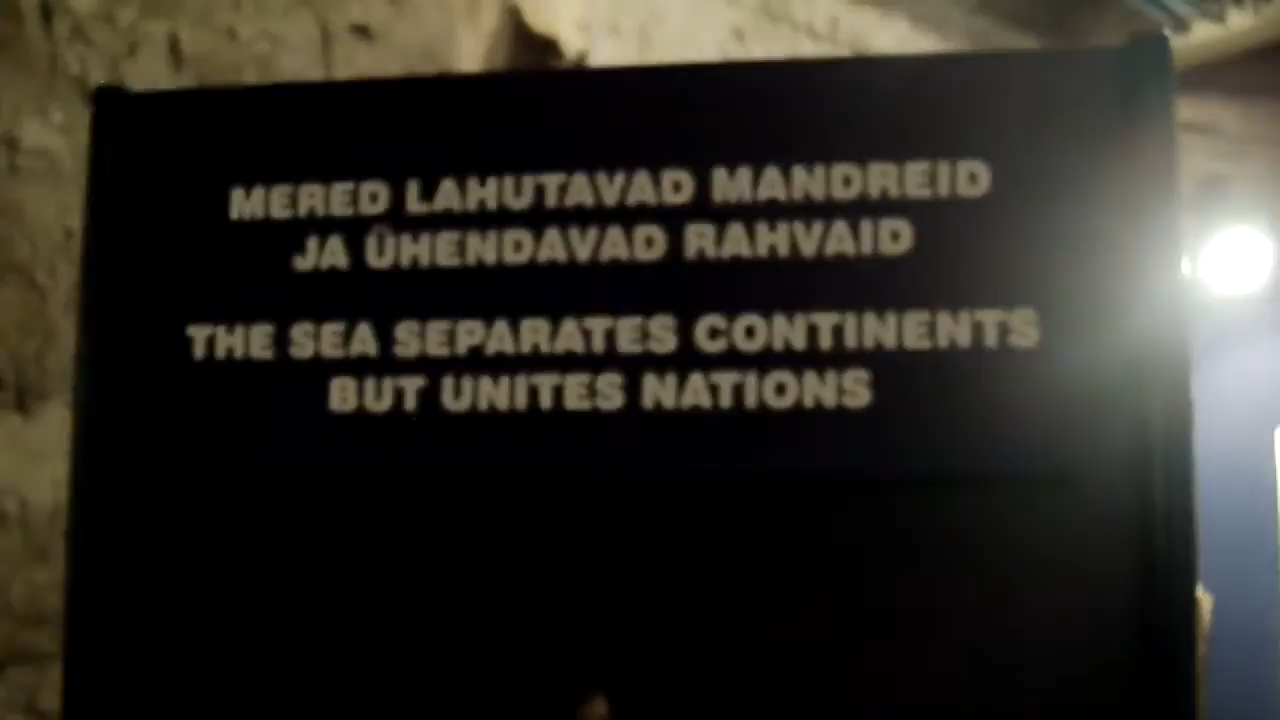 MERED LAHUTAVAD MANDREID
JA ÜHENDAVAD RAHVAID
THE SEA SEPARATES CONTINENTS
BUT UNITES NATIONS